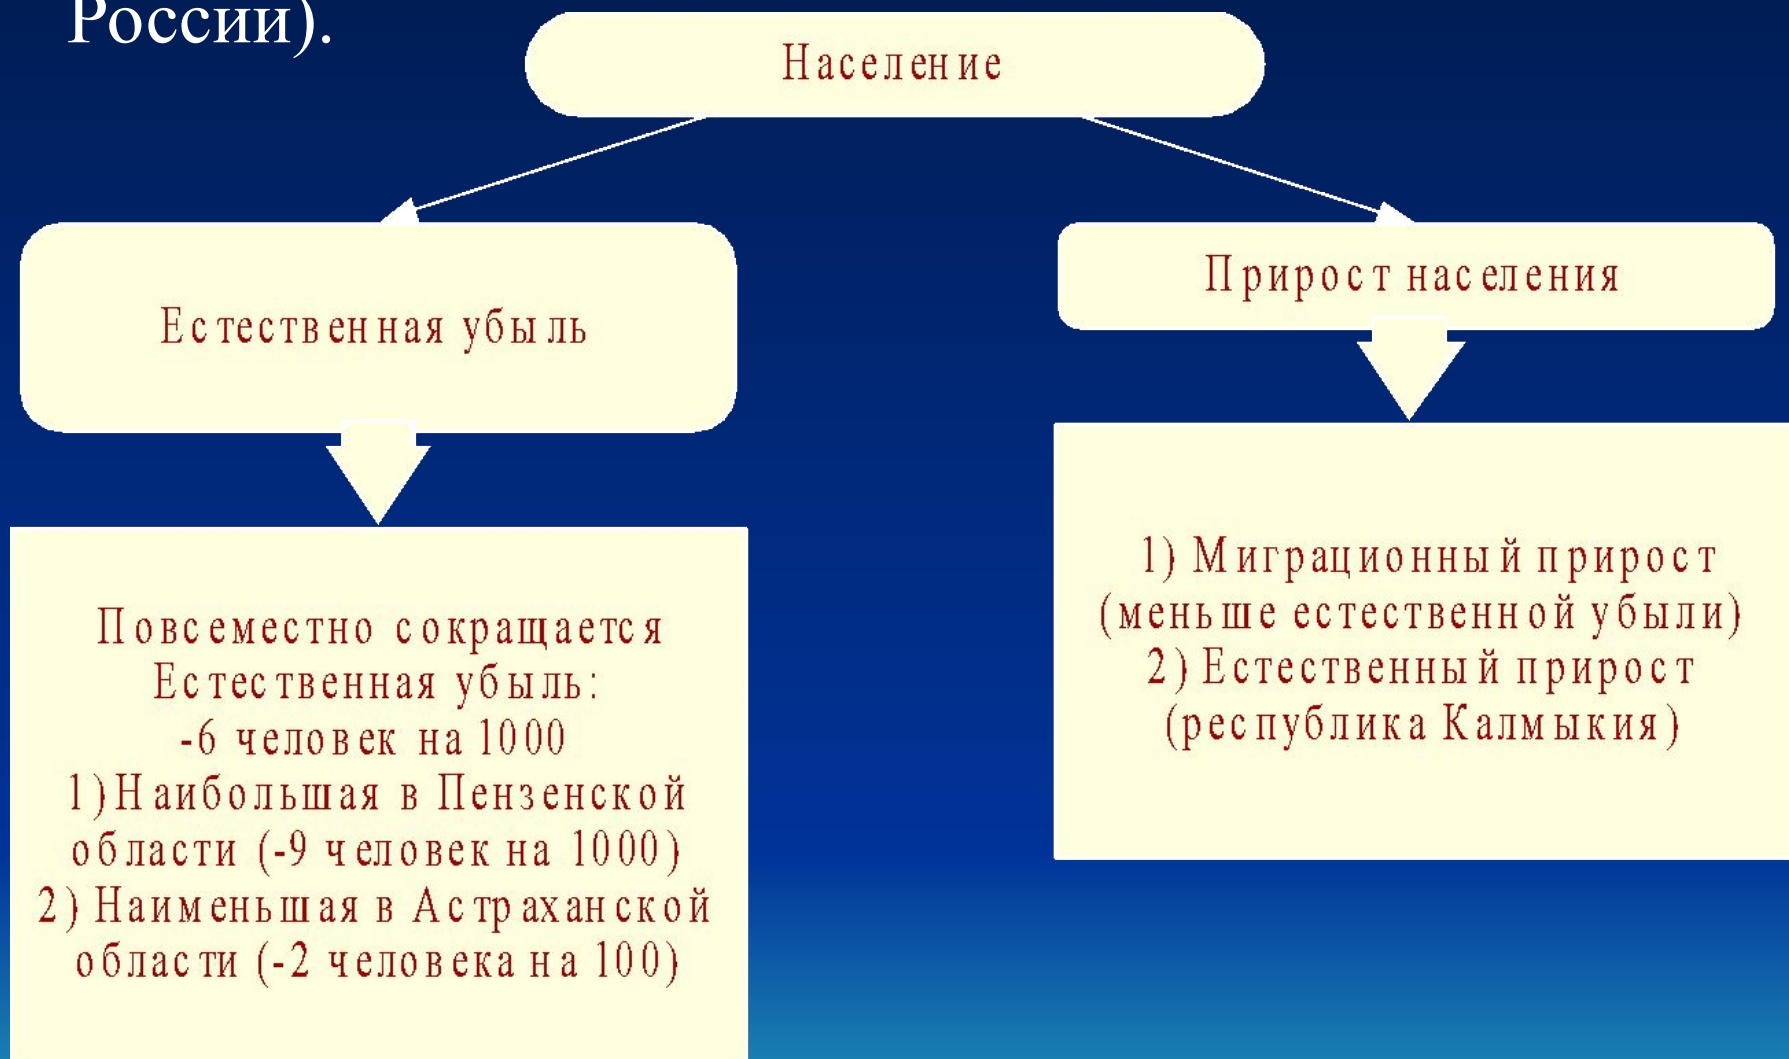 России).
Население
Естественная убыль
Прирост населения
Повсеместно сокращается
Естественная убыль:
-6 человек на 1000
1)Наибольшая в Пензенской
области (-9 человек на 1000)
2) Наименьшая в Астраханской
области (-2 человека на 100)
1) Миграционный прирост
(меньше естественной убыли)
2) Естественный прирост
(республика Калмыкия)